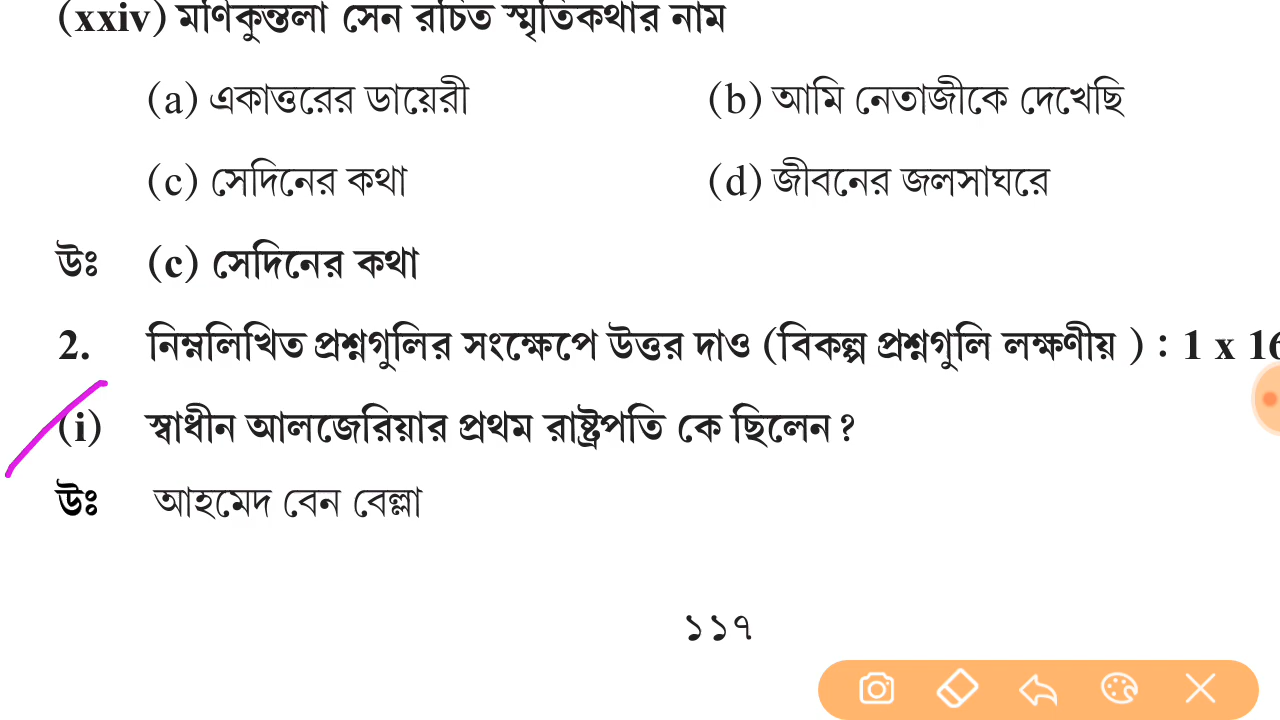 (xxiv) মণিকুন্তলা সেন রচিত স্মৃতিকথার নাম
(a) একাত্তরের ডায়েরী (b) আমি নেতাজীকে দেখেছি
(c) সেদিনের কথা (d) জীবনের জলসাঘরে
উঃ (c) সেদিনের কথা
2. নিম্নলিখিত প্রশ্নগুলির সংক্ষেপে উত্তর দাও (বিকল্প প্রশ্নগুলি লক্ষণীয় ) : 1 x 16
(i) স্বাধীন আলজেরিয়ার প্রথম রাষ্ট্রপতি কে ছিলেন ?
উঃ আহমেদ বেন বেল্লা
১১৭